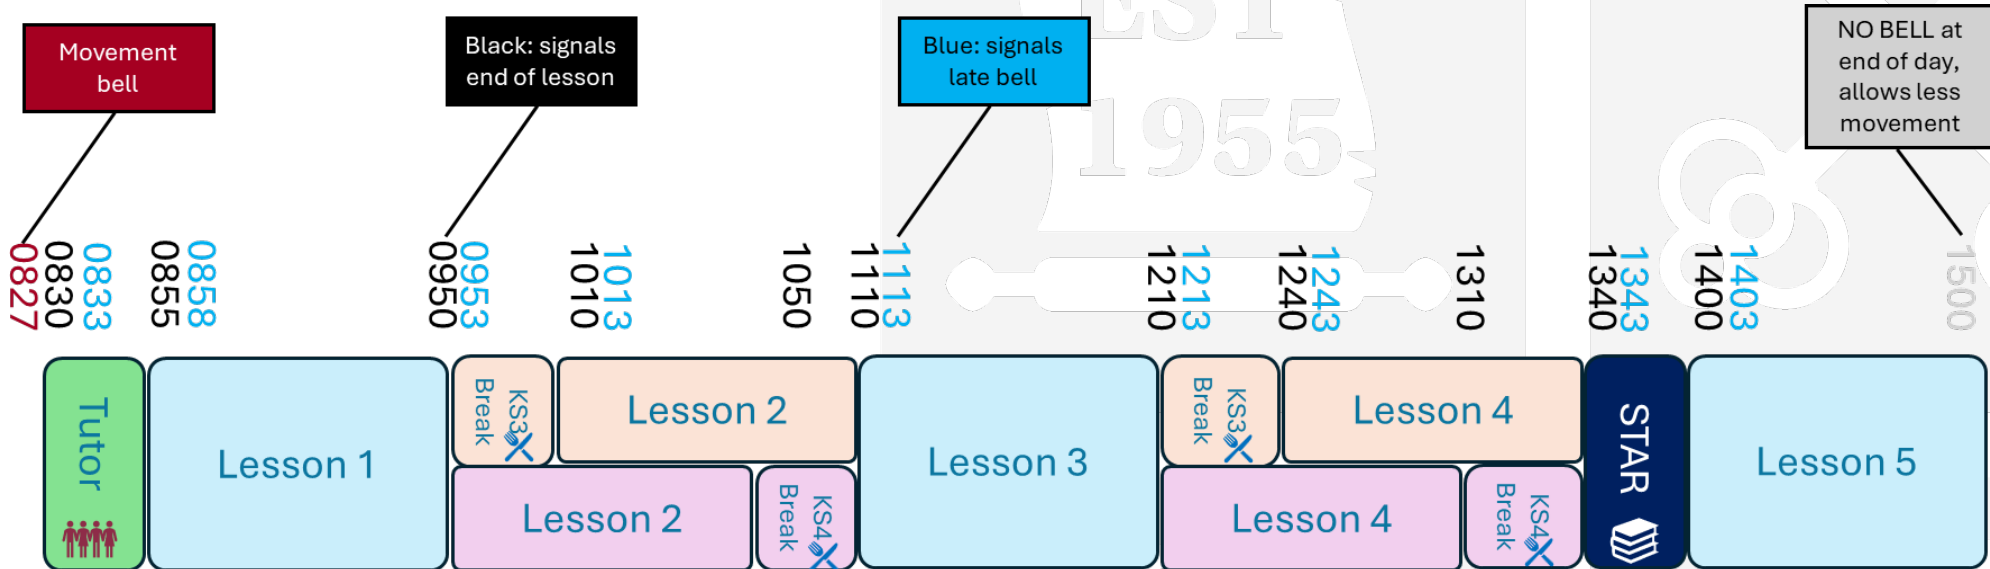 EST
1955
Movement
bell
Black: signals
end of lesson
Blue: signals
late bell
NO BELL at
end of day,
allows less
movement
0827
0830
0833
0855
0858
0950
0953
1010
1013
1050
1110
1113
1210
1213
1240
1243
1310
1340
1343
1400
1403
1500
Tutor
Lesson 1
KS3
Break
Lesson 2
Lesson 2
KS4
Break
Lesson 3
KS3
Break
Lesson 4
Lesson 4
KS4
Break
STAR
Lesson 5